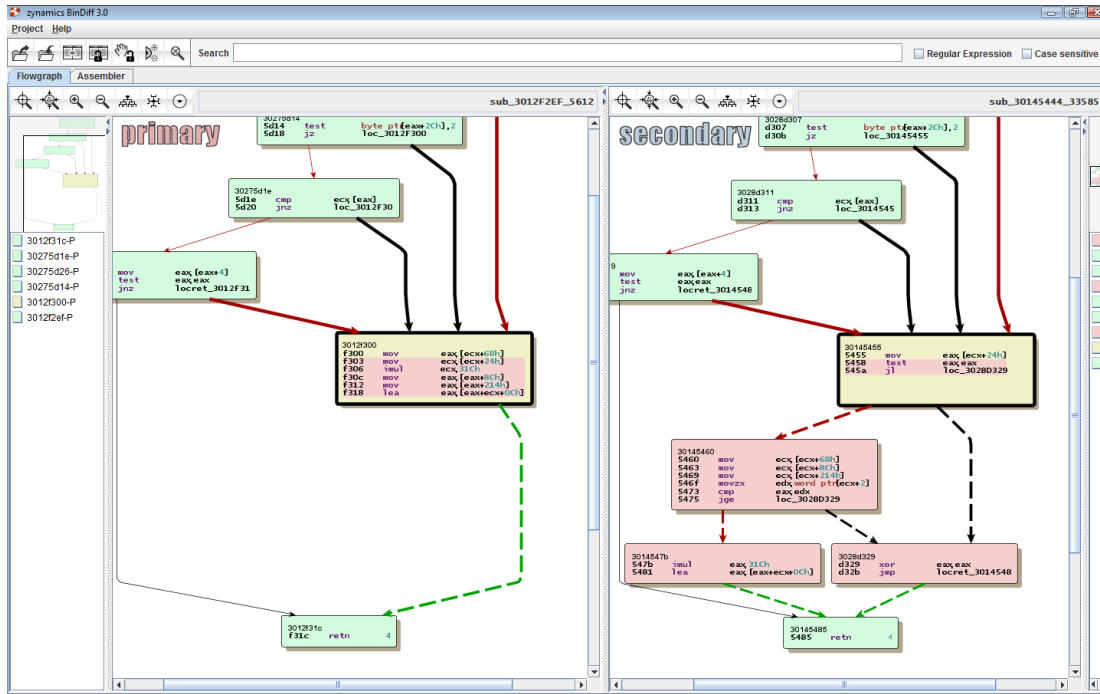 zynamics BinDiff 3.0
Project Help
Search
Regular Expression
Case sensitive
Flowgraph
Assembler
sub_3012F2EF_5612
primary
3012f31c-P
30275d1e-P
30275d26-P
30275d14-P
3012f300-P
3012f2ef-P
30275d14
5d14 test byte ptr[eax+2Ch],2
5d18 jz loc_3012F300
30275d1e
5d1e cmp ecx,[eax]
5d20 jnz loc_3012F30
mov eax,[eax+4]
test eax,eax
jnz locret_3012F31
3012f300
f300 mov eax,[ecx+68h]
f303 mov ecx,[ecx+24h]
f306 imul ecx,31Ch
f30c mov eax,[eax+8Ch]
f312 mov eax,[eax+214h]
f318 lea eax,[eax+ecx+0Ch]
3012f31c
f31c retn 4
sub_30145444_33585
secondary
3028d307
d307 test byte ptr[eax+2Ch],2
d30b jz loc_30145455
3028d311
d311 cmp ecx,[eax]
d313 jnz loc_3014545
9
mov eax,[eax+4]
test eax,eax
jnz locret_3014548
30145455
5455 mov eax,[ecx+24h]
5458 test eax,eax
545a jl loc_3028D329
30145460
5460 mov ecx,[ecx+68h]
5463 mov ecx,[ecx+8Ch]
5469 mov ecx,[ecx+214h]
546f movzx edx,word ptr[ecx+2]
5473 cmp eax,edx
5475 jge loc_3028D329
3014547b
547b imul eax,31Ch
5481 lea eax,[eax+ecx+0Ch]
3028d329
d329 xor eax,eax
d32b jmp locret_3014548
30145485
5485 retn 4